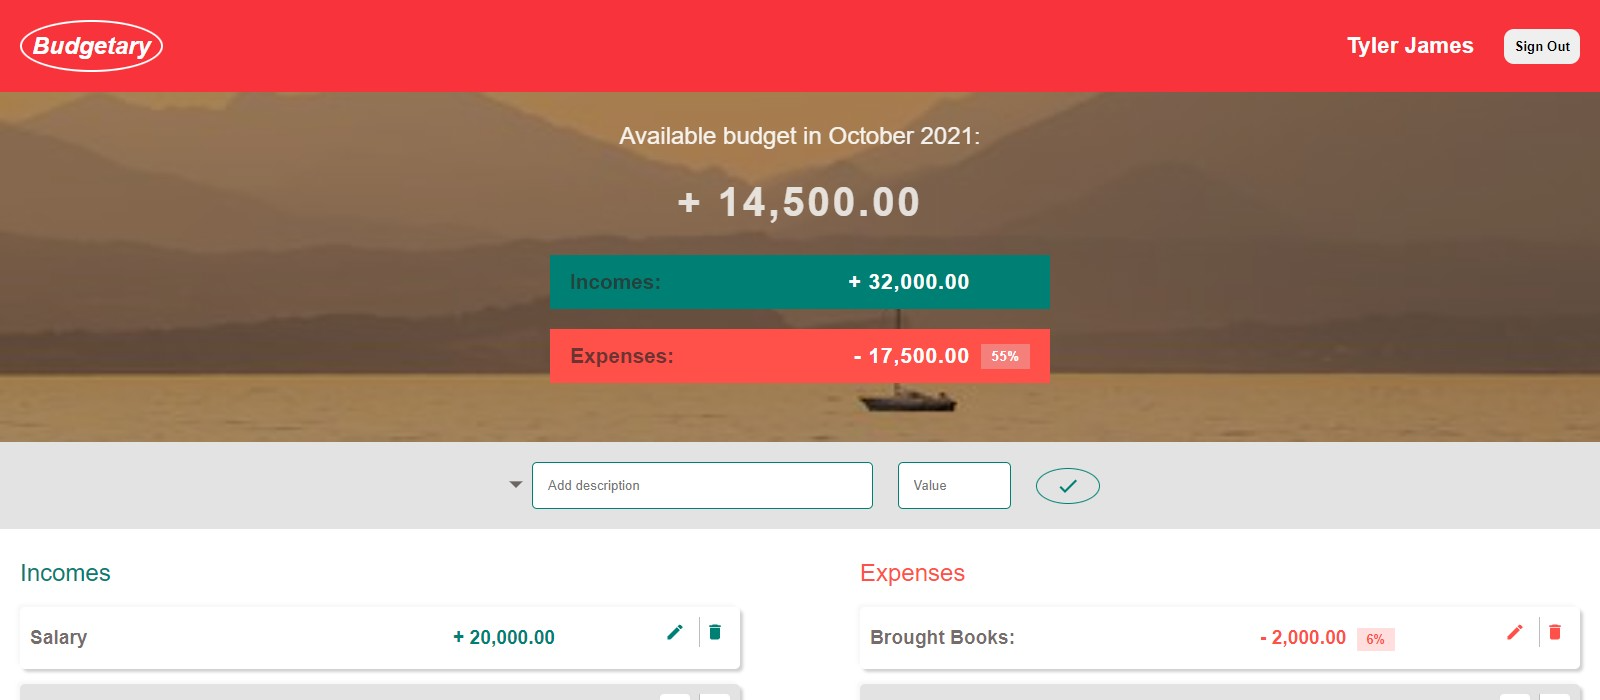 Budgetary
Tyler James
Sign Out
Available budget in October 2021:
+ 14,500.00
Incomes: + 32,000.00
Expenses: - 17,500.00 55%
Add description
Value
Incomes
Salary + 20,000.00
Expenses
Brought Books: - 2,000.00 6%